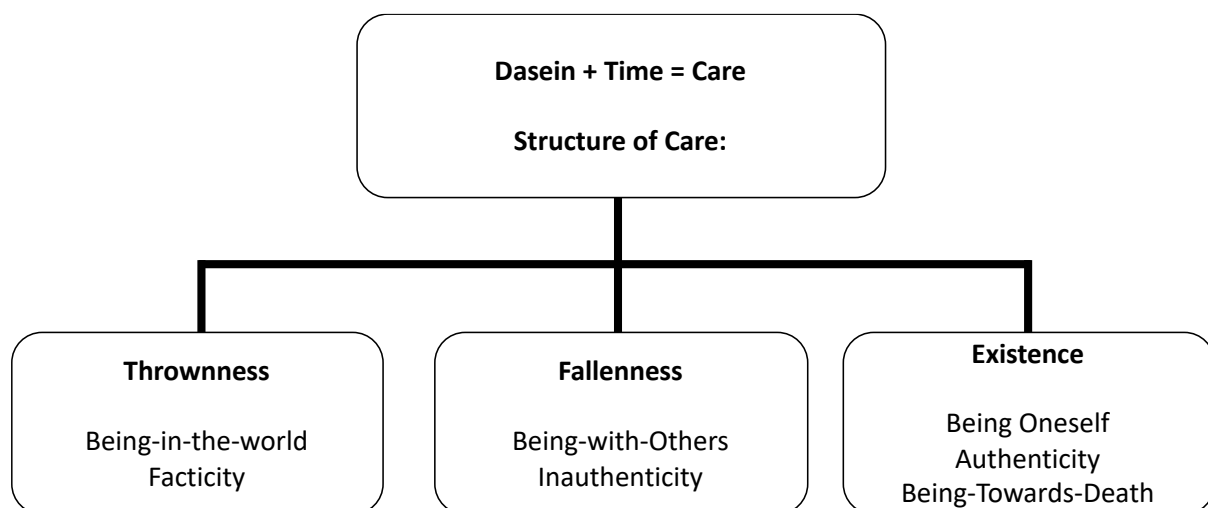 Dasein + Time = Care
Structure of Care:
Thrownness
Being-in-the-world
Facticity
Fallenness
Being-with-Others
Inauthenticity
Existence
Being Oneself
Authenticity
Being-Towards-Death